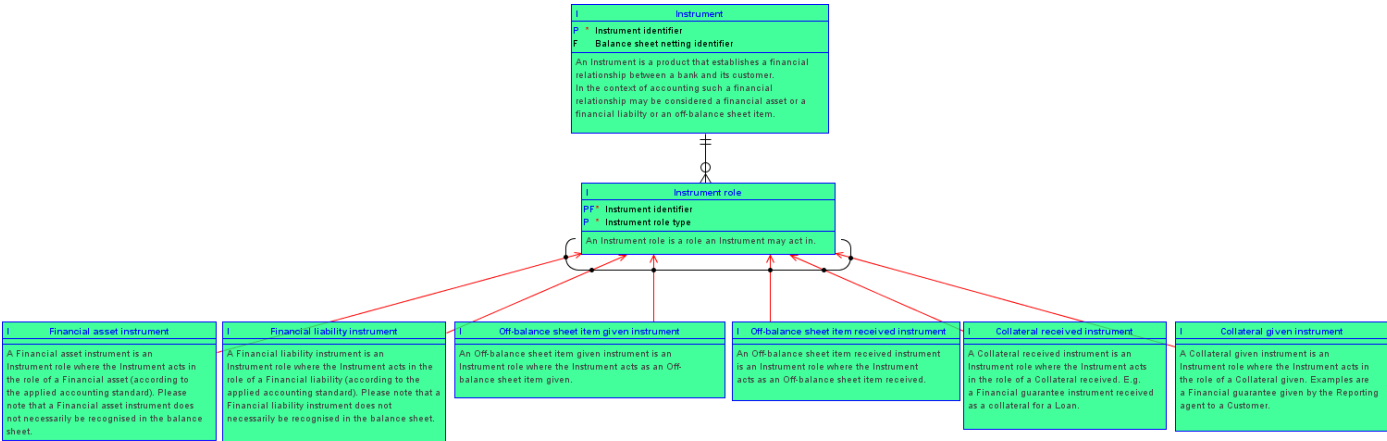 I Instrument
P * Instrument identifier
F Balance sheet netting identifier
An Instrument is a product that establishes a financial
relationship between a bank and its customer.
In the context of accounting such a financial
relationship may be considered a financial asset or a
financial liabilty or an off-balance sheet item.
I Instrument role
PF* Instrument identifier
P * Instrument role type
An Instrument role is a role an Instrument may act in.
I Financial asset instrument
A Financial asset instrument is an
Instrument role where the Instrument acts in
the role of a Financial asset (according to
the applied accounting standard). Please
note that a Financial asset instrument does
not necessarily be recognised in the balance
sheet.
I Financial liability instrument
A Financial liability instrument is an
Instrument role where the Instrument acts in the
role of a Financial liability (according to the
applied accounting standard). Please note that a
Financial liability instrument does not
necessarily be recognised in the balance sheet.
I Off-balance sheet item given instrument
An Off-balance sheet item given instrument is an
Instrument role where the Instrument acts as an Off-
balance sheet item given.
I Off-balance sheet item received instrument
An Off-balance sheet item received instrument
is an Instrument role where the Instrument
acts as an Off-balance sheet item received.
I Collateral received instrument
A Collateral received instrument is an
Instrument role where the Instrument acts
in the role of a Collateral received. E.g.
a Financial guarantee instrument received
as a collateral for a Loan.
I Collateral given instrument
A Collateral given instrument is an
Instrument role where the Instrument acts in
the role of a Collateral given. Examples are
a Financial guarantee given by the Reporting
agent to a Customer.